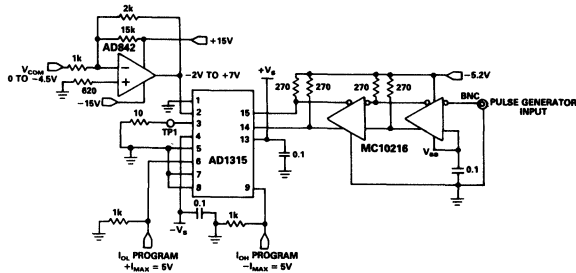 2k
15k
+15V
AD842
V_COM
1k
0 TO −4.5V
620
−15V
−2V TO +7V
+V_S
270
270
270
270
−5.2V
BNC
PULSE GENERATOR
INPUT
10
TP1
1
2
3
4
5
6
7
8
AD1315
15
14
13
9
0.1
MC10216
V_BB
0.1
1k
0.1
−V_S
1k
I_OL PROGRAM
+I_MAX = 5V
I_OH PROGRAM
−I_MAX = 5V